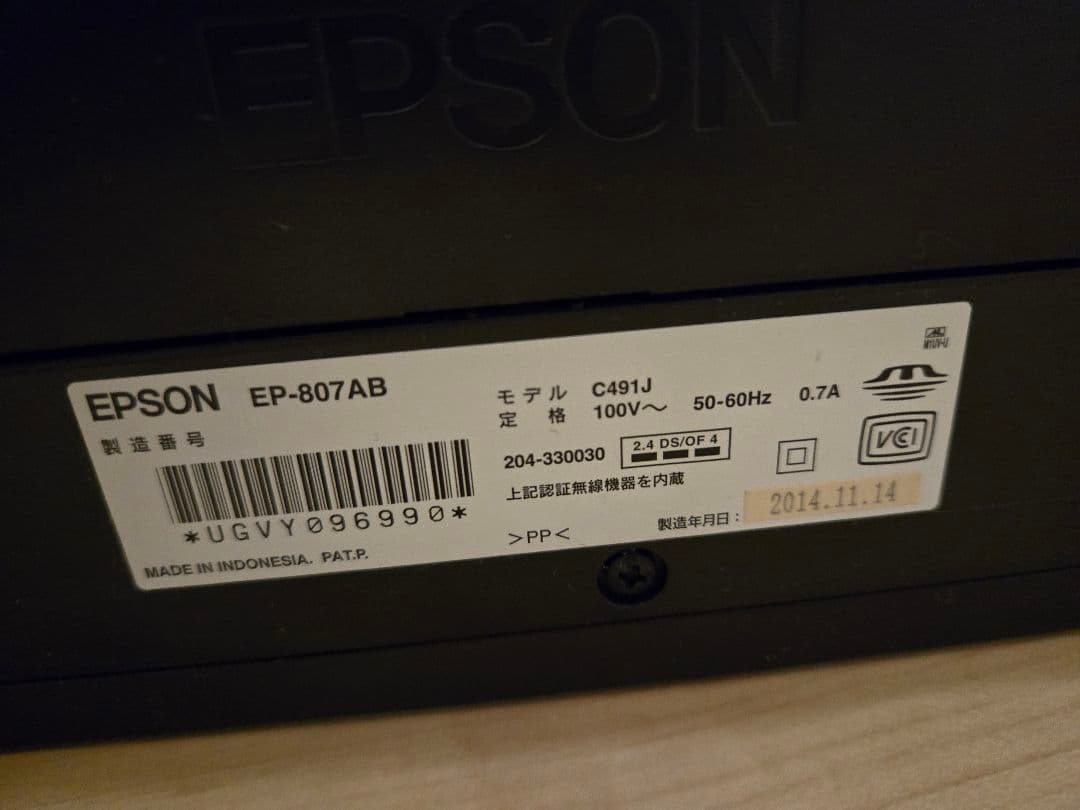 EPSON
EPSON EP-807AB
製造番号
*UGVY096990*
MADE IN INDONESIA. PAT.P.
モデル C491J
定格 100V～ 50-60Hz 0.7A
204-330030 2.4 DS/OF 4
上記認証無線機器を内蔵
>PP<
製造年月日： 2014.11.14
VCI